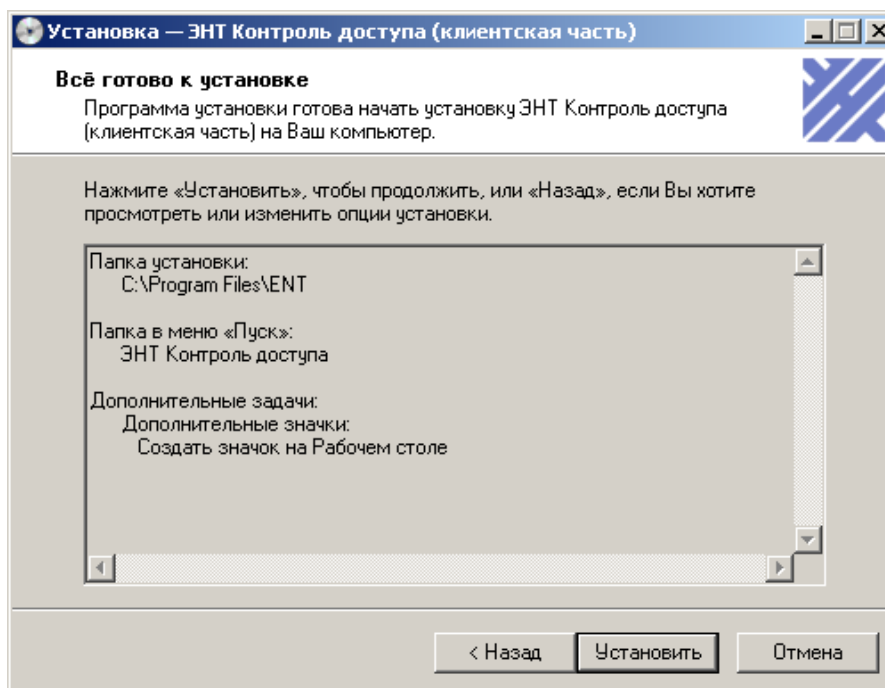 Установка — ЭНТ Контроль доступа (клиентская часть)
Всё готово к установке
Программа установки готова начать установку ЭНТ Контроль доступа
(клиентская часть) на Ваш компьютер.
Нажмите «Установить», чтобы продолжить, или «Назад», если Вы хотите
просмотреть или изменить опции установки.
Папка установки:
C:\Program Files\ENT
Папка в меню «Пуск»:
ЭНТ Контроль доступа
Дополнительные задачи:
Дополнительные значки:
Создать значок на Рабочем столе
< Назад
Установить
Отмена